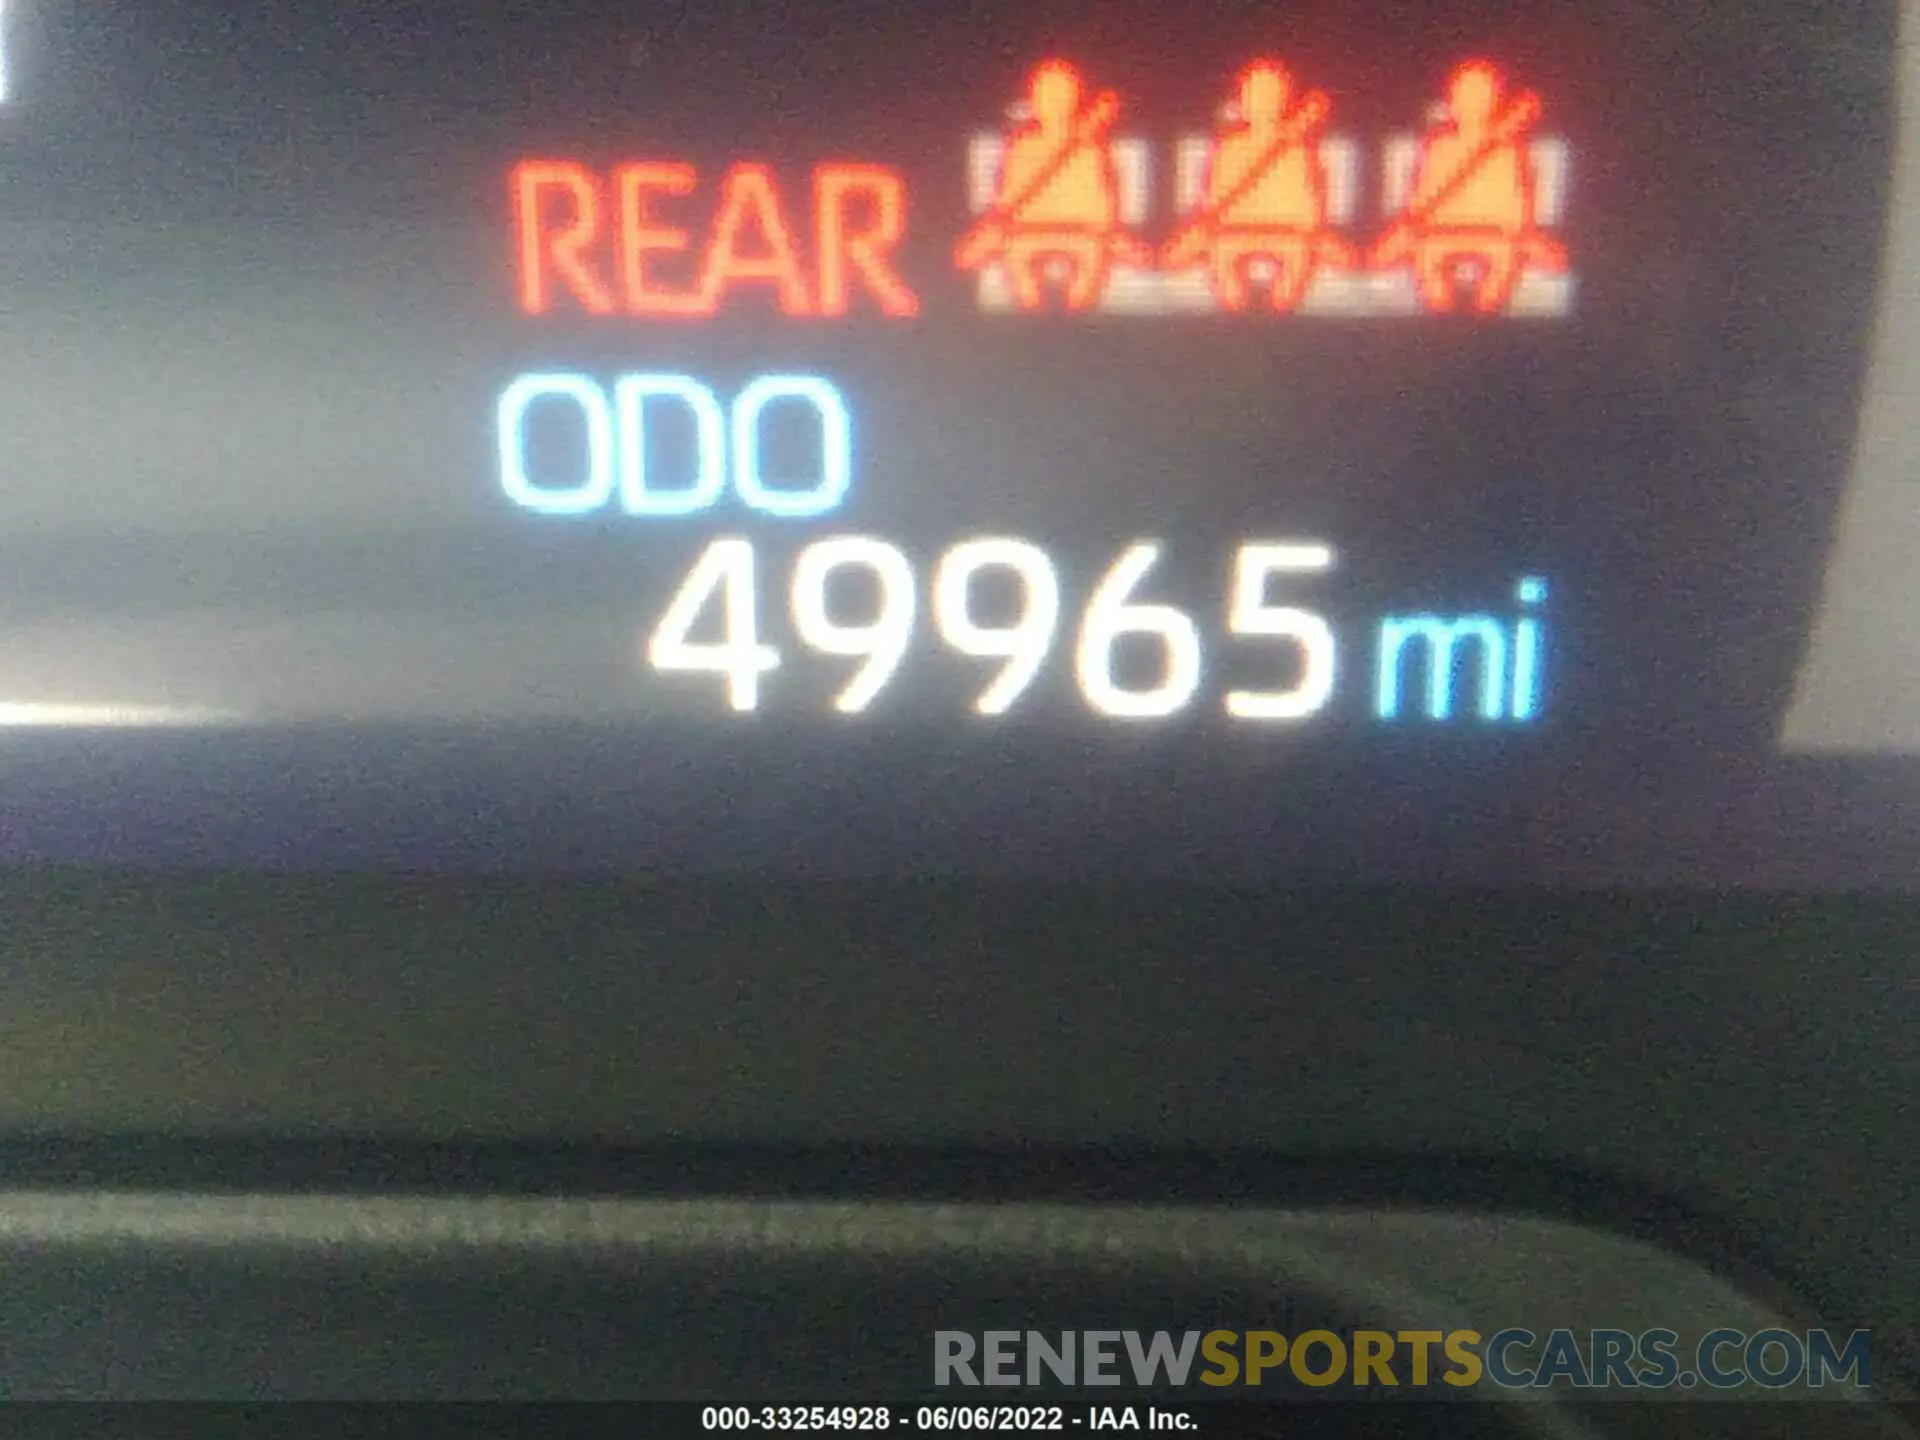 REAR
ODO
49965 mi
RENEWSPORTSCARS.COM
000-33254928 - 06/06/2022 - IAA Inc.